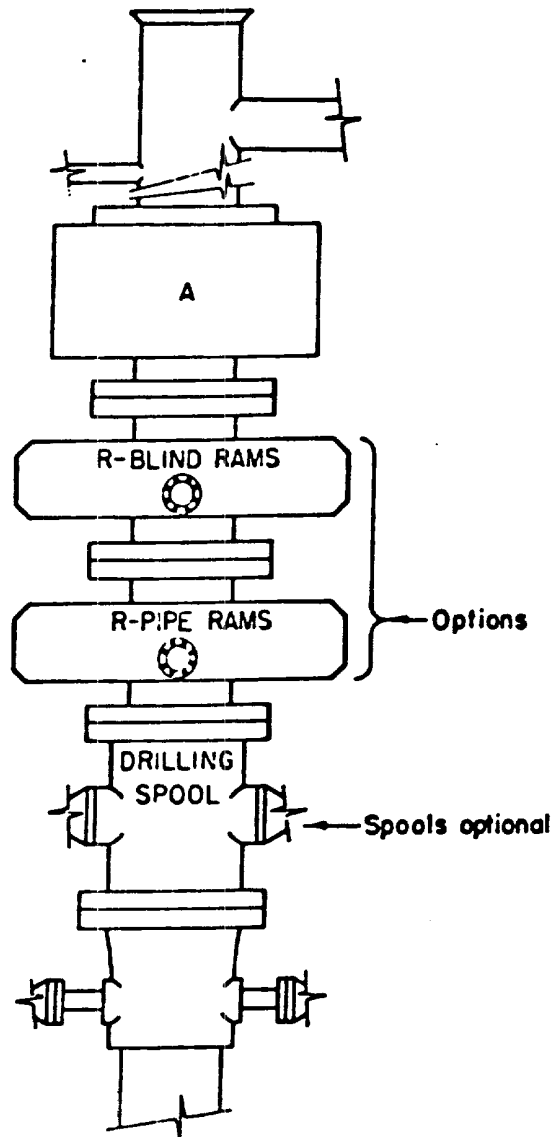 A
R-BLIND RAMS
R-PIPE RAMS
Options
DRILLING
SPOOL
Spools optional